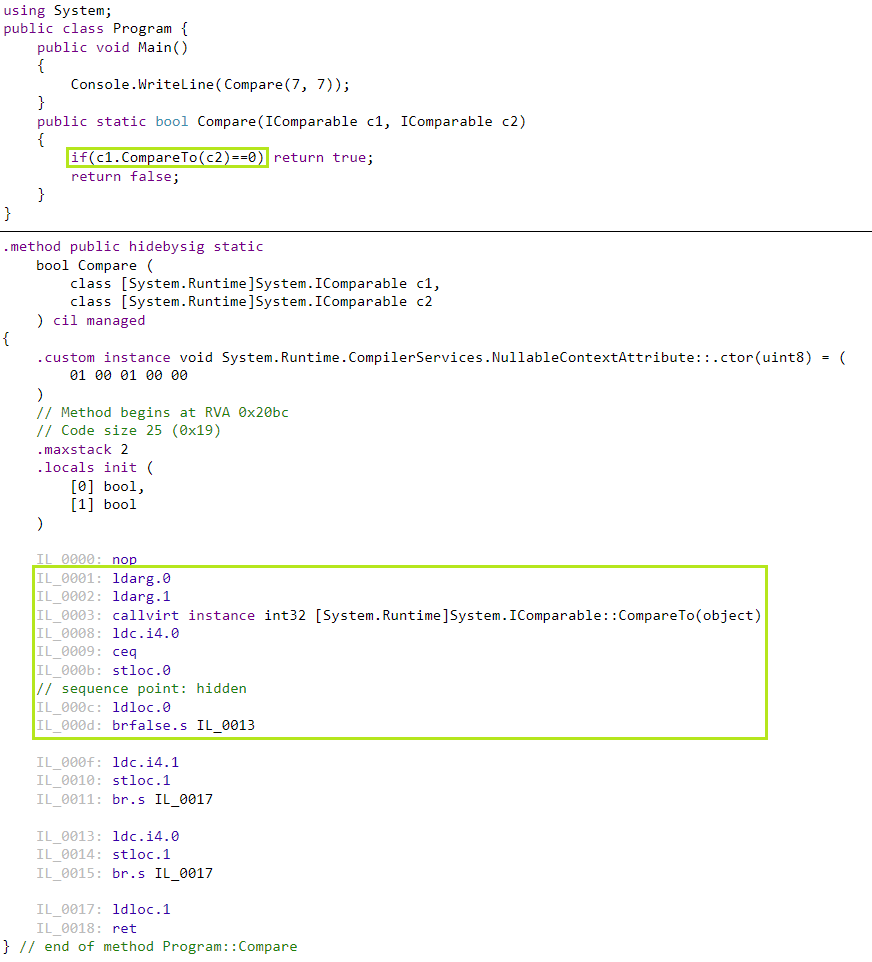 using System;
public class Program {
    public void Main()
    {
        Console.WriteLine(Compare(7, 7));
    }
    public static bool Compare(IComparable c1, IComparable c2)
    {
        if(c1.CompareTo(c2)==0) return true;
        return false;
    }
}
.method public hidebysig static
    bool Compare (
        class [System.Runtime]System.IComparable c1,
        class [System.Runtime]System.IComparable c2
    ) cil managed
{
    .custom instance void System.Runtime.CompilerServices.NullableContextAttribute::.ctor(uint8) = (
        01 00 01 00 00
    )
    // Method begins at RVA 0x20bc
    // Code size 25 (0x19)
    .maxstack 2
    .locals init (
        [0] bool,
        [1] bool
    )
    IL_0000: nop
    IL_0001: ldarg.0
    IL_0002: ldarg.1
    IL_0003: callvirt instance int32 [System.Runtime]System.IComparable::CompareTo(object)
    IL_0008: ldc.i4.0
    IL_0009: ceq
    IL_000b: stloc.0
    // sequence point: hidden
    IL_000c: ldloc.0
    IL_000d: brfalse.s IL_0013
    IL_000f: ldc.i4.1
    IL_0010: stloc.1
    IL_0011: br.s IL_0017
    IL_0013: ldc.i4.0
    IL_0014: stloc.1
    IL_0015: br.s IL_0017
    IL_0017: ldloc.1
    IL_0018: ret
} // end of method Program::Compare